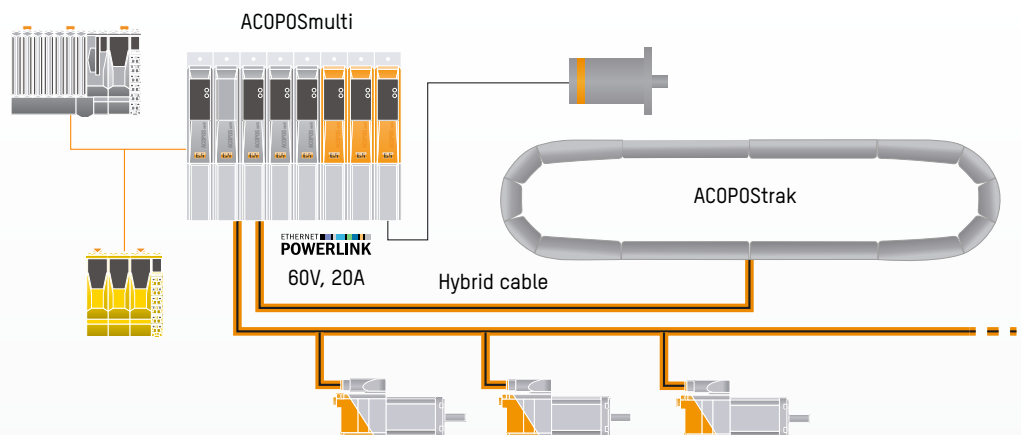 ACOPOSmulti
ACOPOStrak
ETHERNET
POWERLINK
60V, 20A
Hybrid cable